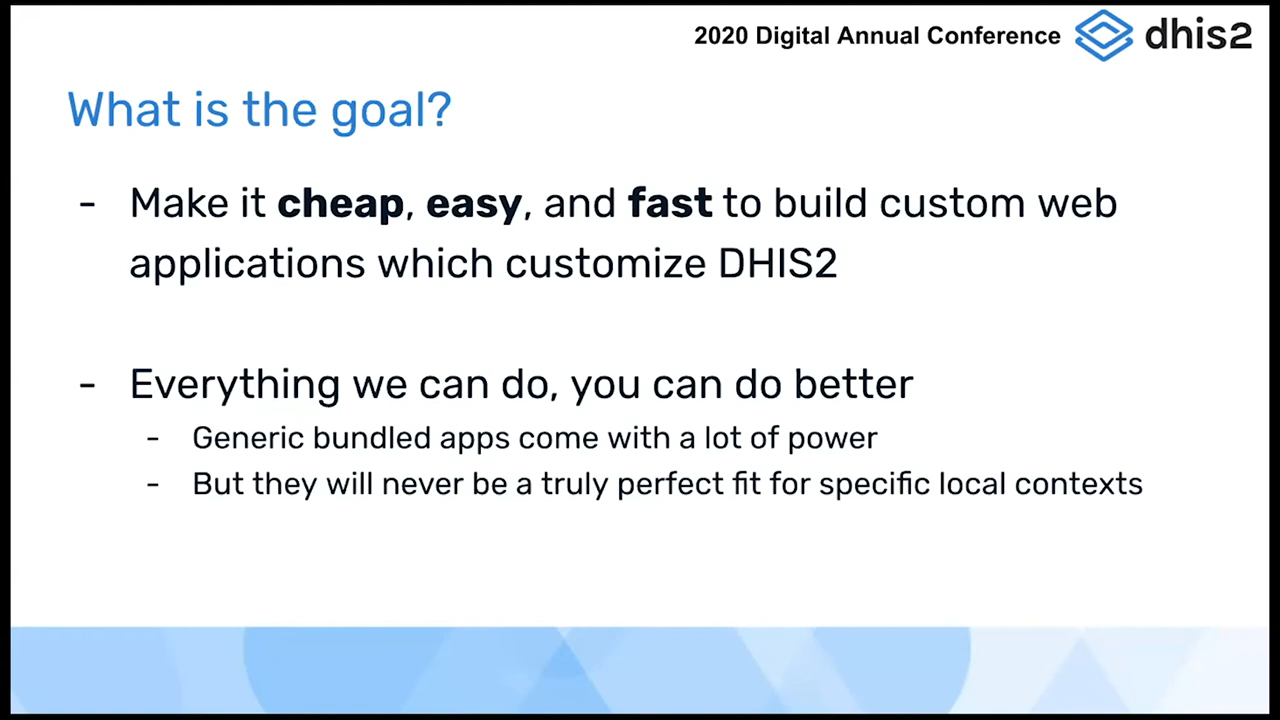 2020 Digital Annual Conference dhis2
What is the goal?
- Make it cheap, easy, and fast to build custom web
applications which customize DHIS2
- Everything we can do, you can do better
- Generic bundled apps come with a lot of power
- But they will never be a truly perfect fit for specific local contexts